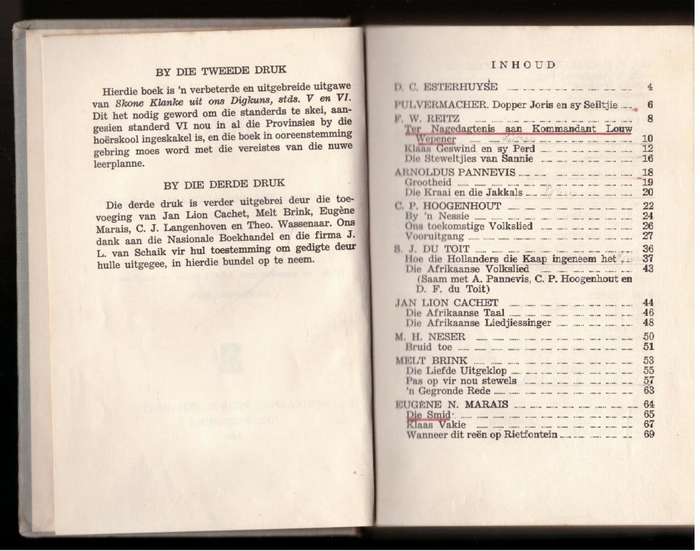 BY DIE TWEEDE DRUK
Hierdie boek is 'n verbeterde en uitgebreide uitgawe
van Skone Klanke uit ons Digkuns, stds. V en VI.
Dit het nodig geword om die standerds te skei, aan-
gesien standerd VI nou in al die Provinsies by die
hoërskool ingeskakel is, en die boek in ooreenstemming
gebring moes word met die vereistes van die nuwe
leerplanne.
BY DIE DERDE DRUK
Die derde druk is verder uitgebrei deur die toe-
voeging van Jan Lion Cachet, Melt Brink, Eugène
Marais, C. J. Langenhoven en Theo. Wassenaar. Ons
dank aan die Nasionale Boekhandel en die firma J.
L. van Schaik vir hul toestemming om gedigte deur
hulle uitgegee, in hierdie bundel op te neem.
INHOUD
D. C. ESTERHUYSE 4
PULVERMACHER. Dopper Joris en sy Seiltjie 6
F. W. REITZ 8
Ter Nagedagtenis aan Kommandant Louw
Wepener 10
Klaas Geswind en sy Perd 12
Die Steweltjies van Sannie 16
ARNOLDUS PANNEVIS 18
Grootheid 19
Die Kraai en die Jakkals 20
C. P. HOOGENHOUT 22
By 'n Nessie 24
Ons toekomstige Volkslied 26
Vooruitgang 27
S. J. DU TOIT 36
Hoe die Hollanders die Kaap ingeneem het 37
Die Afrikaanse Volkslied 43
(Saam met A. Pannevis, C. P. Hoogenhout en
D. F. du Toit)
JAN LION CACHET 44
Die Afrikaanse Taal 46
Die Afrikaanse Liedjiessinger 48
M. H. NESER 50
Bruid toe 51
MELT BRINK 53
Die Liefde Uitgeklop 55
Pas op vir nou stewels 57
'n Gegronde Rede 63
EUGÈNE N. MARAIS 64
Die Smid 65
Klaas Vakie 67
Wanneer dit reën op Rietfontein 69